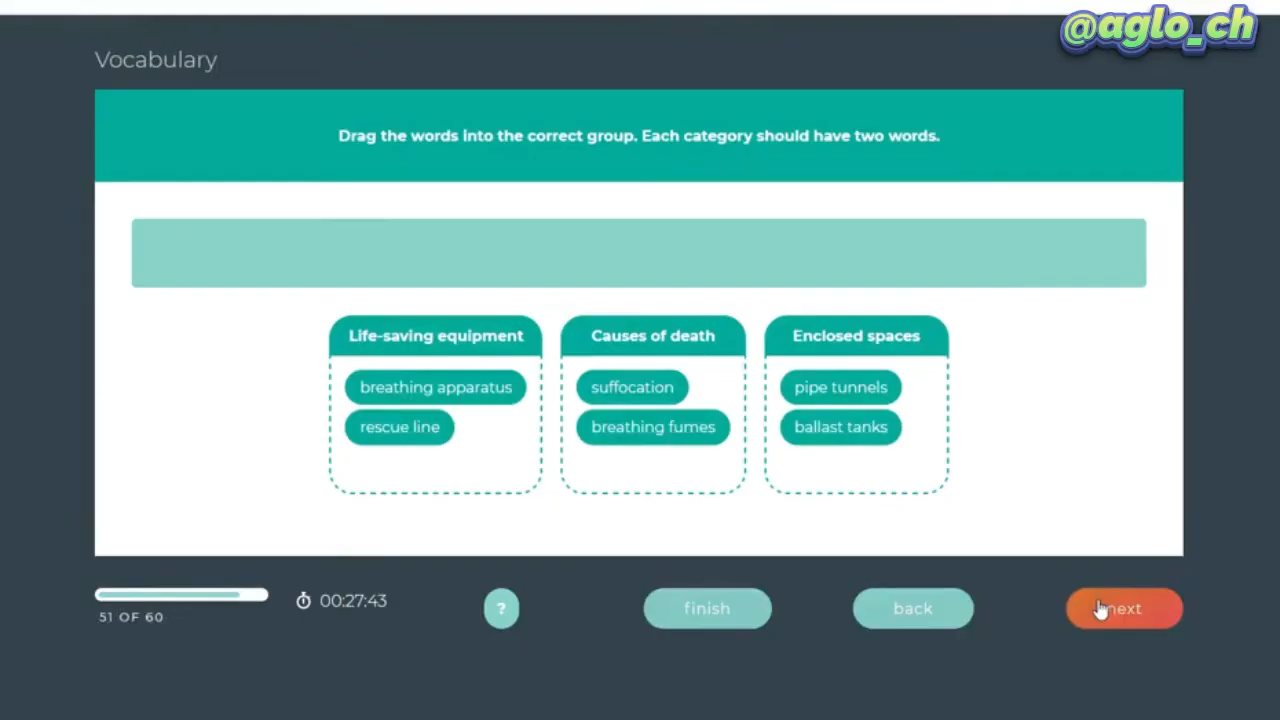 @aglo_ch
Vocabulary
Drag the words into the correct group. Each category should have two words.
Life-saving equipment
breathing apparatus
rescue line
Causes of death
suffocation
breathing fumes
Enclosed spaces
pipe tunnels
ballast tanks
51 OF 60
00:27:43
?
finish
back
next